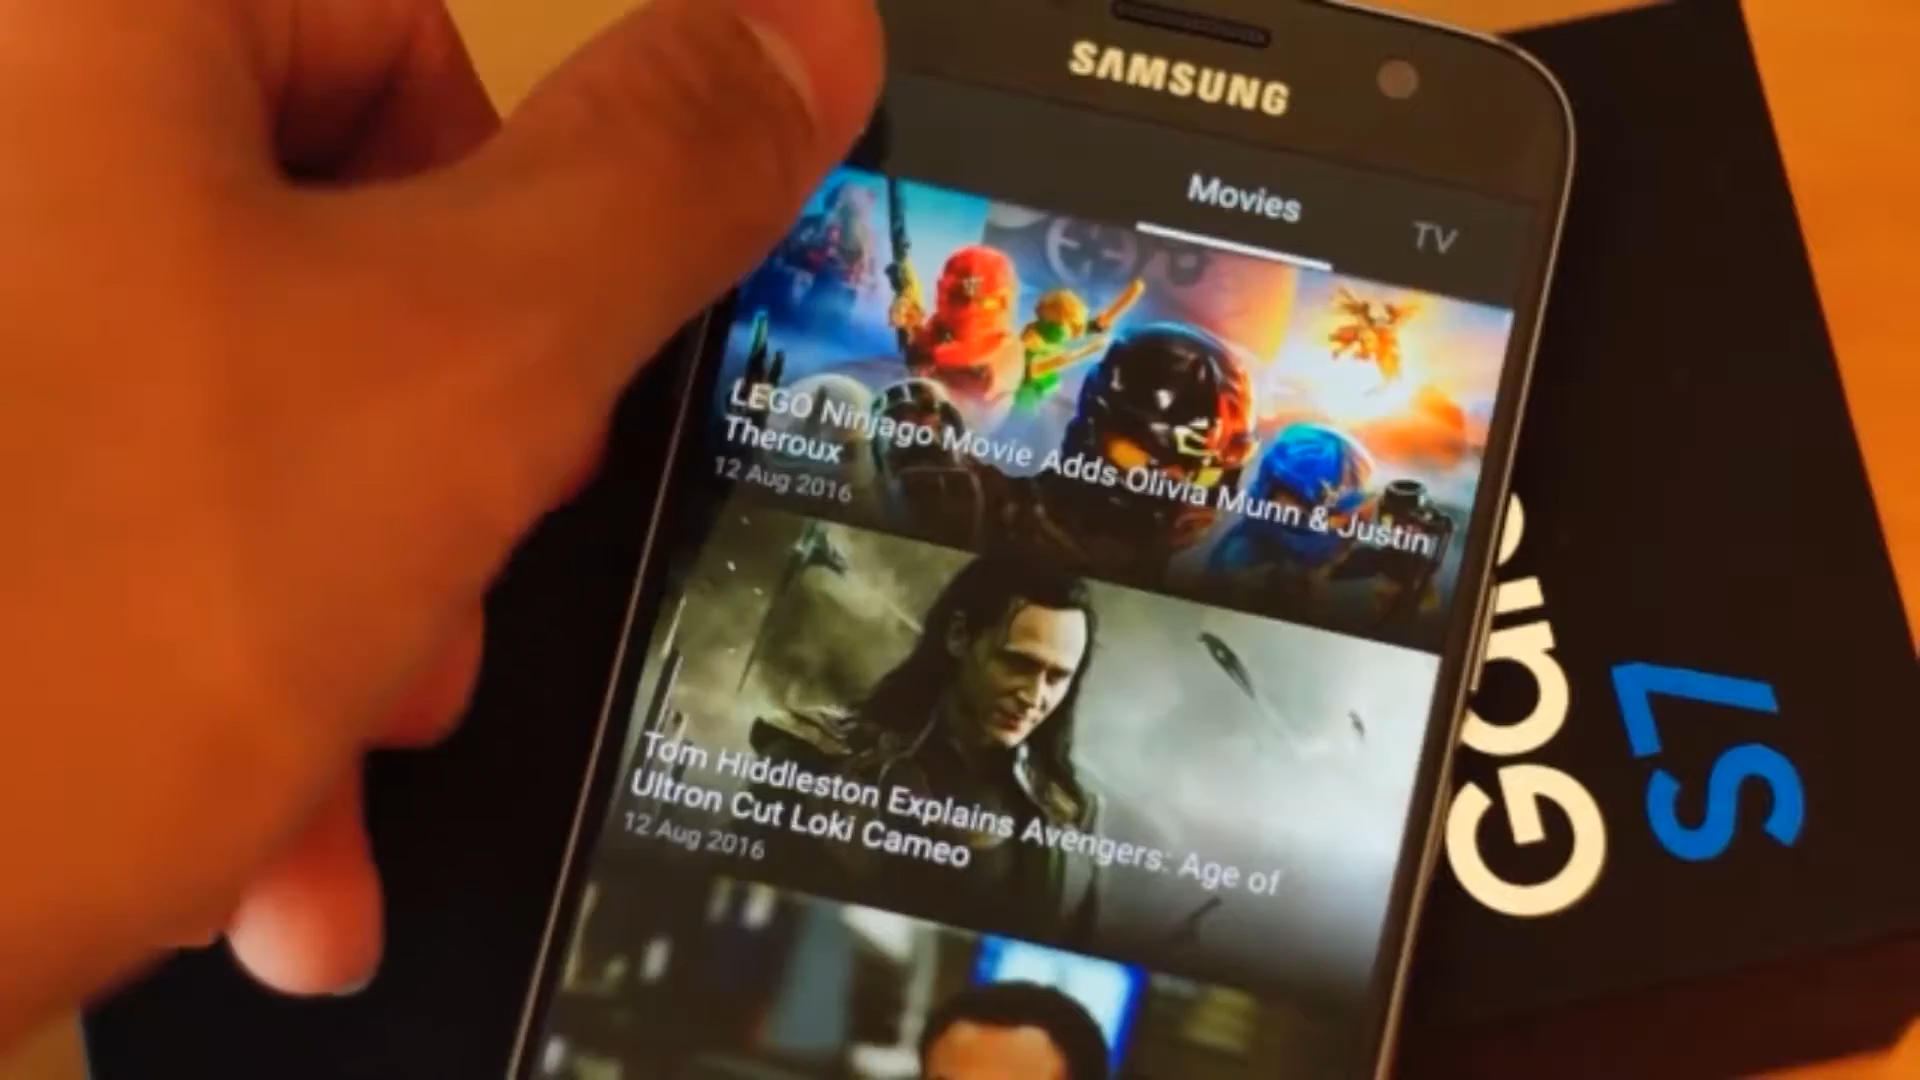 SAMSUNG
Movies
TV
LEGO Ninjago Movie Adds Olivia Munn & Justin
Theroux
12 Aug 2016
Tom Hiddleston Explains Avengers: Age of
Ultron Cut Loki Cameo
12 Aug 2016
S7